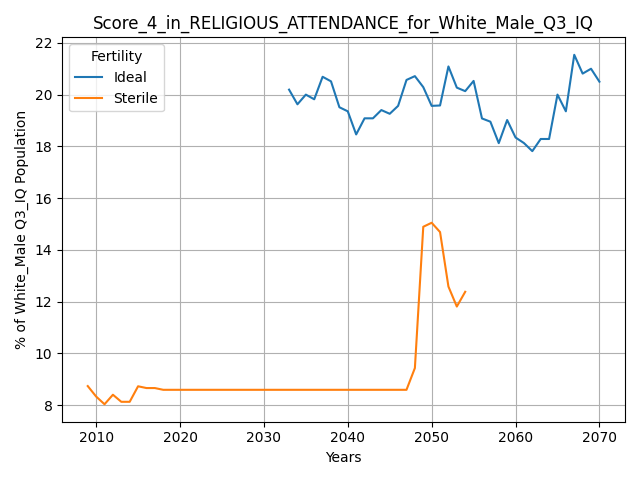 Score_4_in_RELIGIOUS_ATTENDANCE_for_White_Male_Q3_IQ
Fertility
Ideal
Sterile
% of White_Male Q3_IQ Population
22
20
18
16
14
12
10
8
2010 2020 2030 2040 2050 2060 2070
Years